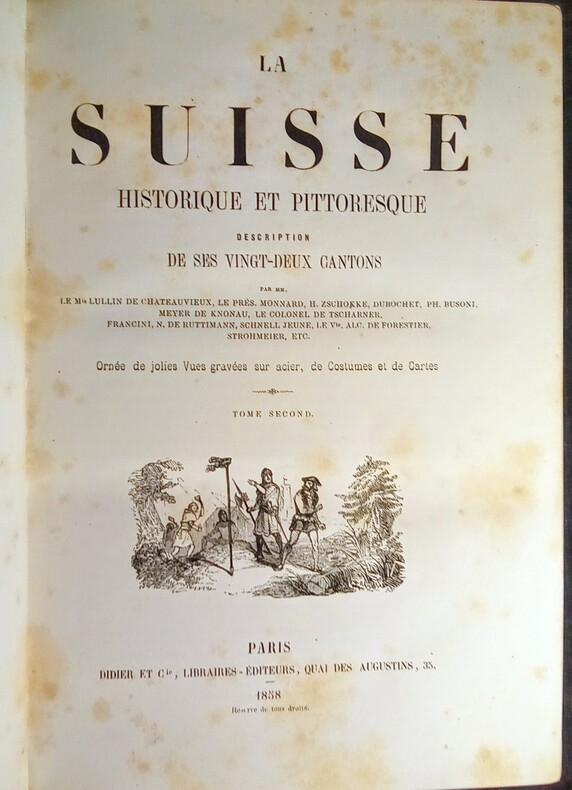 LA
SUISSE
HISTORIQUE ET PITTORESQUE
DESCRIPTION
DE SES VINGT-DEUX CANTONS
PAR MM.
LE Mis LULLIN DE CHATEAUVIEUX, LE PRÉS. MONNARD, H. ZSCHOKKE, DUBOCHET, PH. BUSONI,
MEYER DE KNONAU, LE COLONEL DE TSCHARNER,
FRANCINI, N. DE RUTTIMANN, SCHNELL JEUNE, LE Vte. ALC. DE FORESTIER,
STROHMEIER, ETC.
Ornée de jolies Vues gravées sur acier, de Costumes et de Cartes
TOME SECOND.
PARIS
DIDIER ET Cie, LIBRAIRES-ÉDITEURS, QUAI DES AUGUSTINS, 35.
1858
Réserve de tous droits.